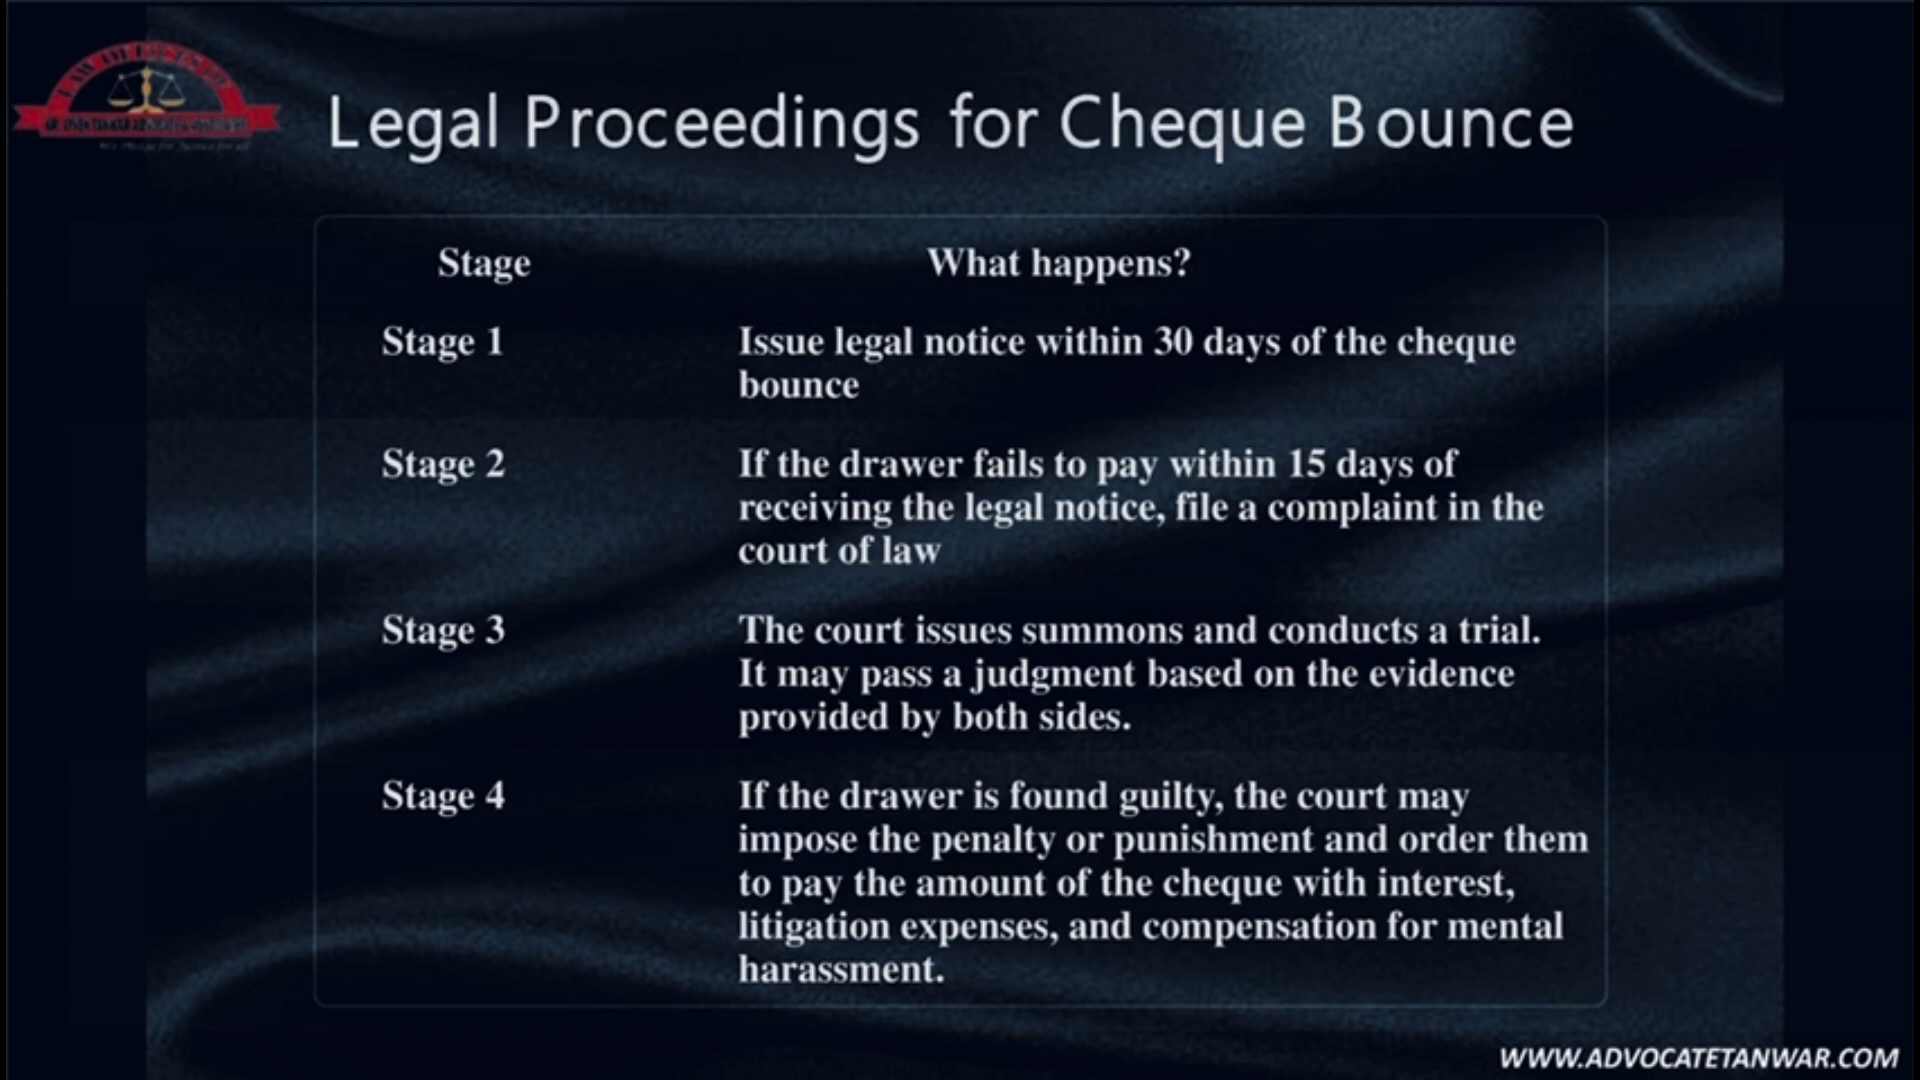 Legal Proceedings for Cheque Bounce
Stage What happens?
Stage 1 Issue legal notice within 30 days of the cheque
bounce
Stage 2 If the drawer fails to pay within 15 days of
receiving the legal notice, file a complaint in the
court of law
Stage 3 The court issues summons and conducts a trial.
It may pass a judgment based on the evidence
provided by both sides.
Stage 4 If the drawer is found guilty, the court may
impose the penalty or punishment and order them
to pay the amount of the cheque with interest,
litigation expenses, and compensation for mental
harassment.
WWW.ADVOCATETANWAR.COM